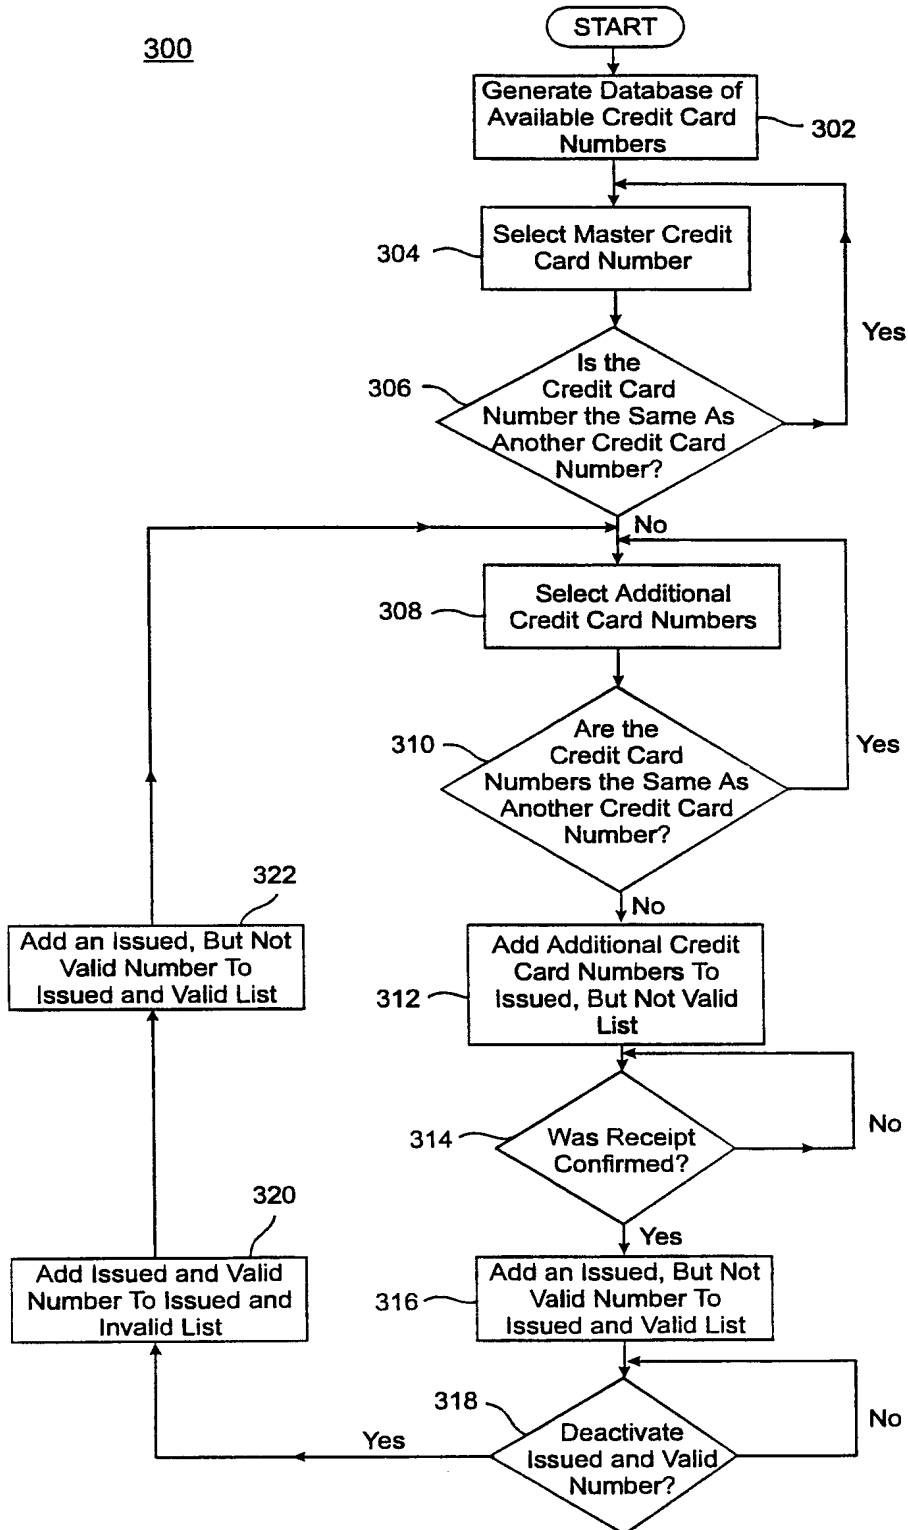 300
START
Generate Database of
Available Credit Card
Numbers
302
Select Master Credit
Card Number
304
Yes
Is the
Credit Card
Number the Same As
Another Credit Card
Number?
306
No
Select Additional
Credit Card Numbers
308
Are the
Credit Card
Numbers the Same As
Another Credit Card
Number?
310
Yes
No
322
Add an Issued, But Not
Valid Number To
Issued and Valid List
Add Additional Credit
Card Numbers To
Issued, But Not Valid
List
312
Was Receipt
Confirmed?
314
No
Yes
320
Add Issued and Valid
Number To Issued and
Invalid List
Add an Issued, But Not
Valid Number To
Issued and Valid List
316
318
Deactivate
Issued and Valid
Number?
No
Yes